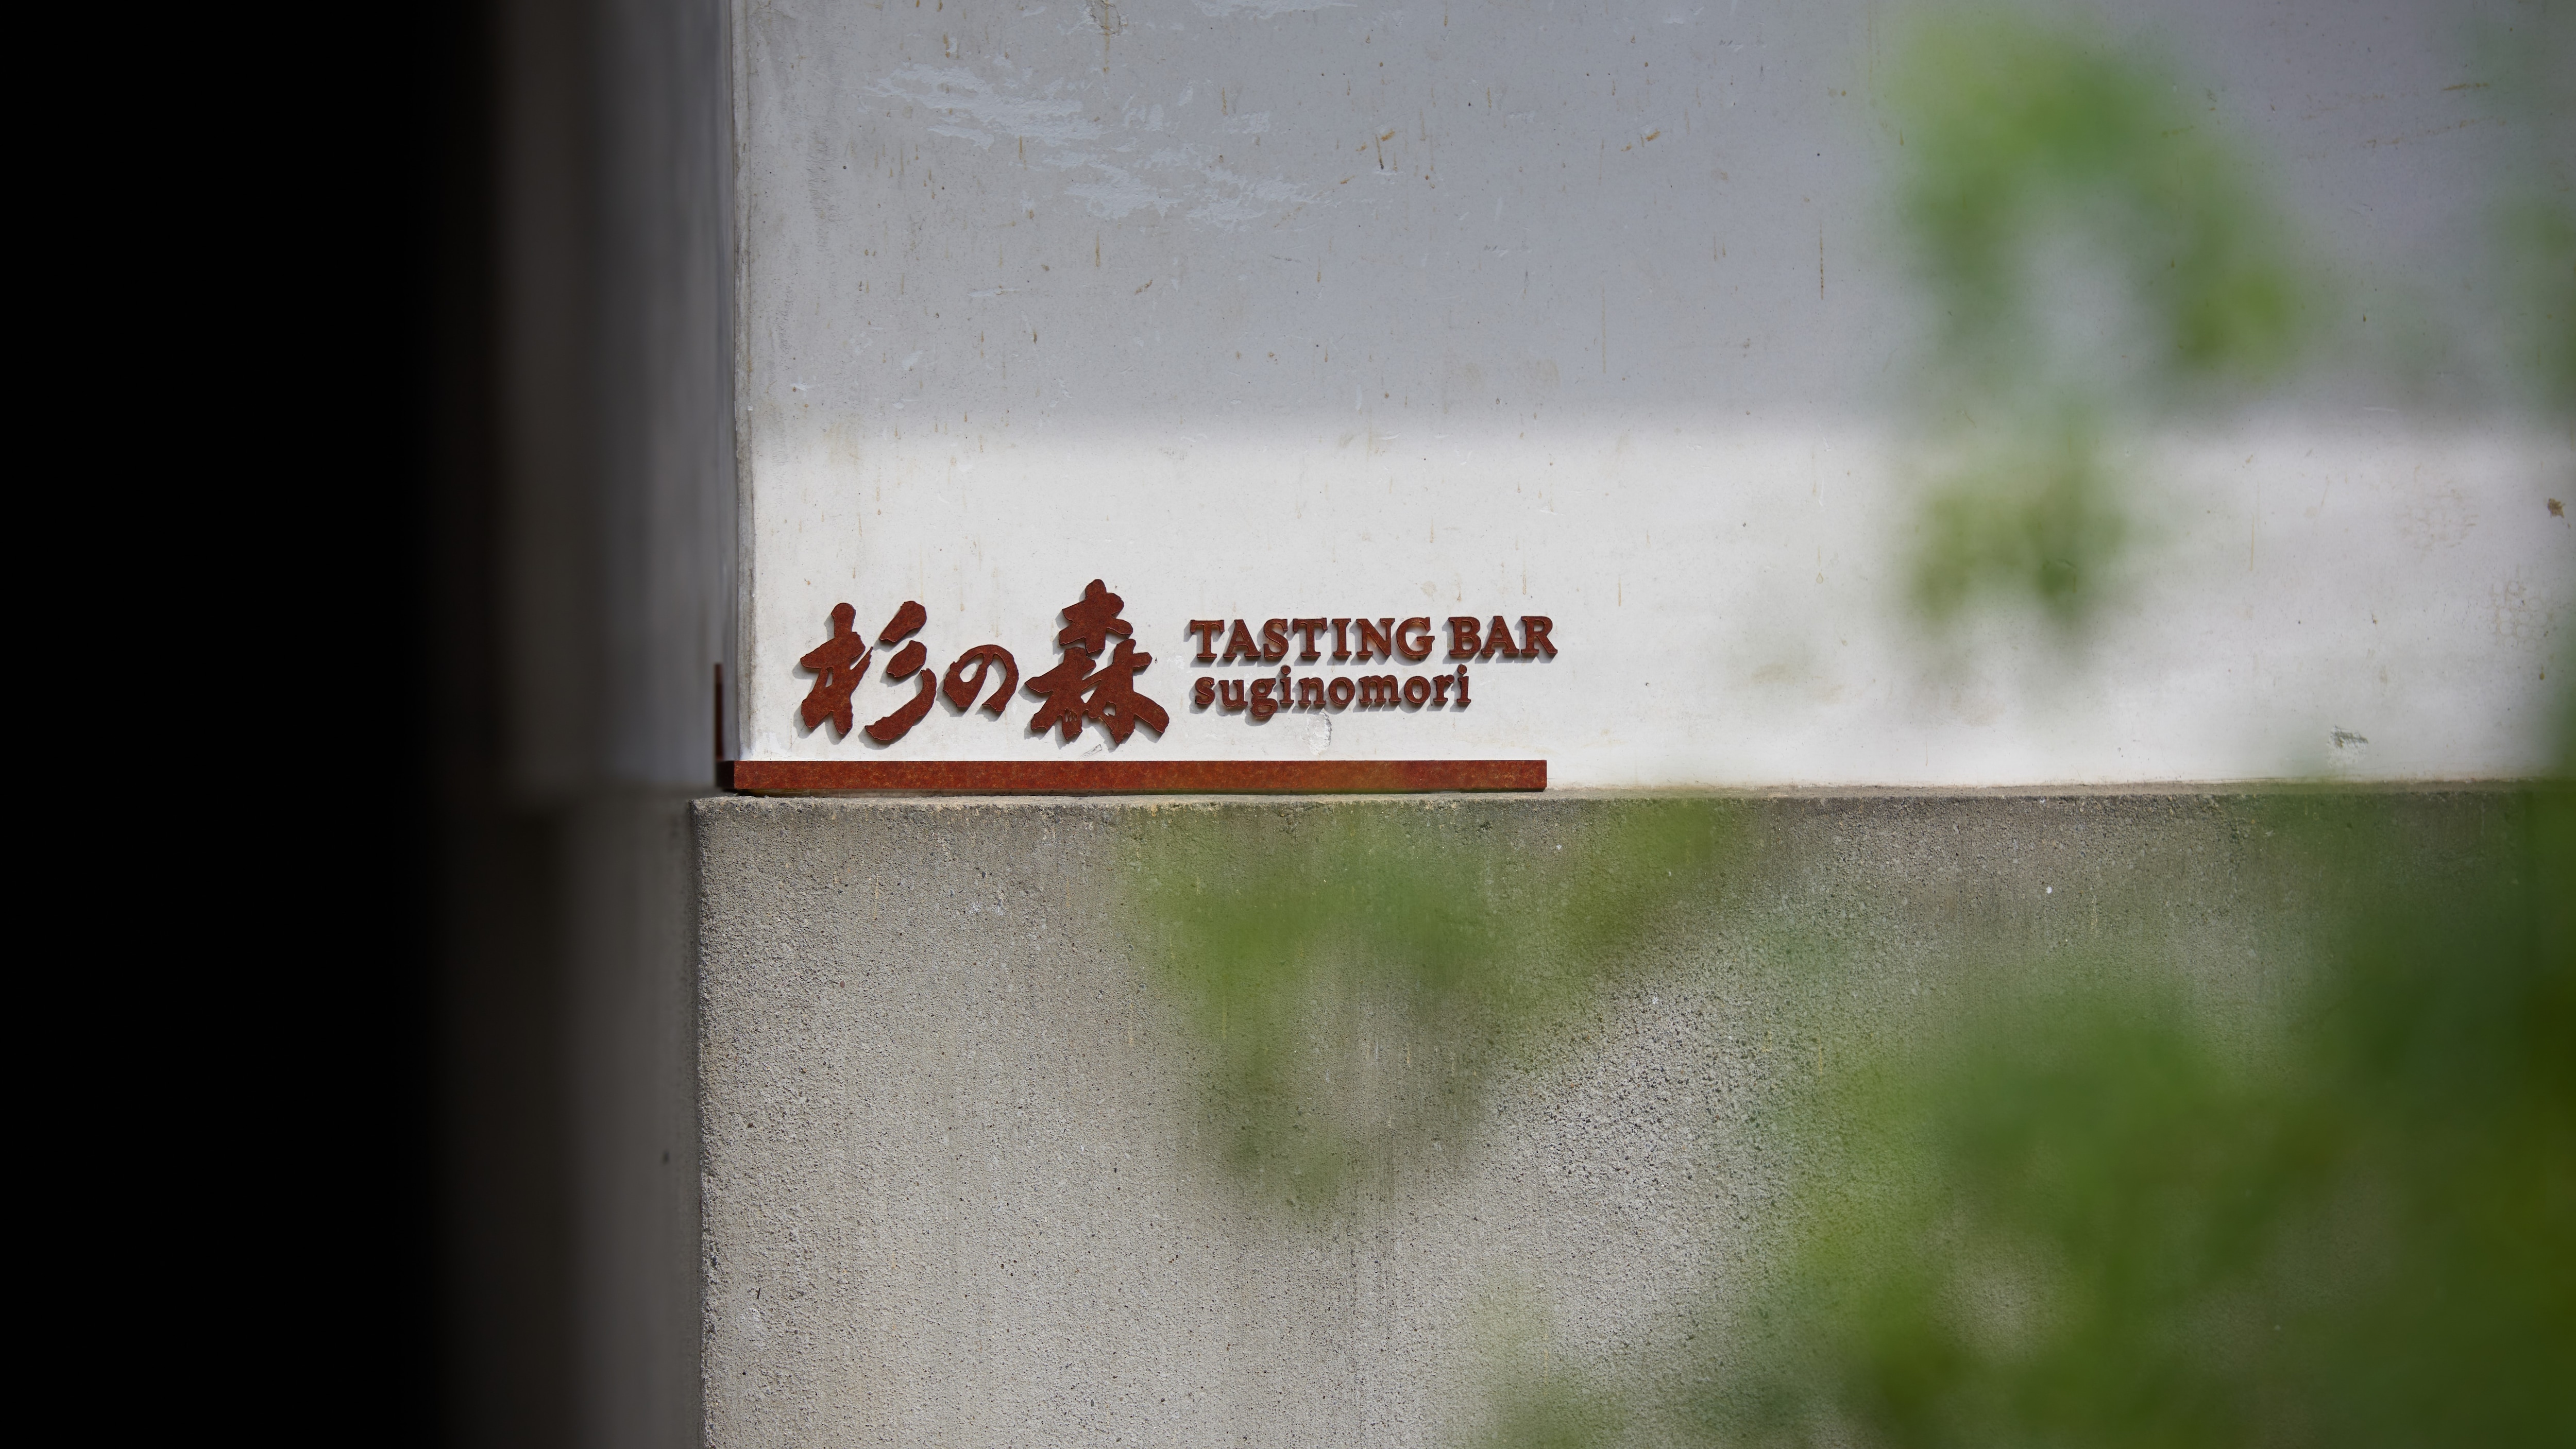 杉の森
TASTING BAR
suginomori